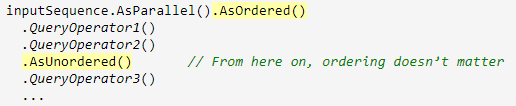 inputSequence.AsParallel().AsOrdered()
.QueryOperator1()
.QueryOperator2()
.AsUnordered() // From here on, ordering doesn’t matter
.QueryOperator3()
...